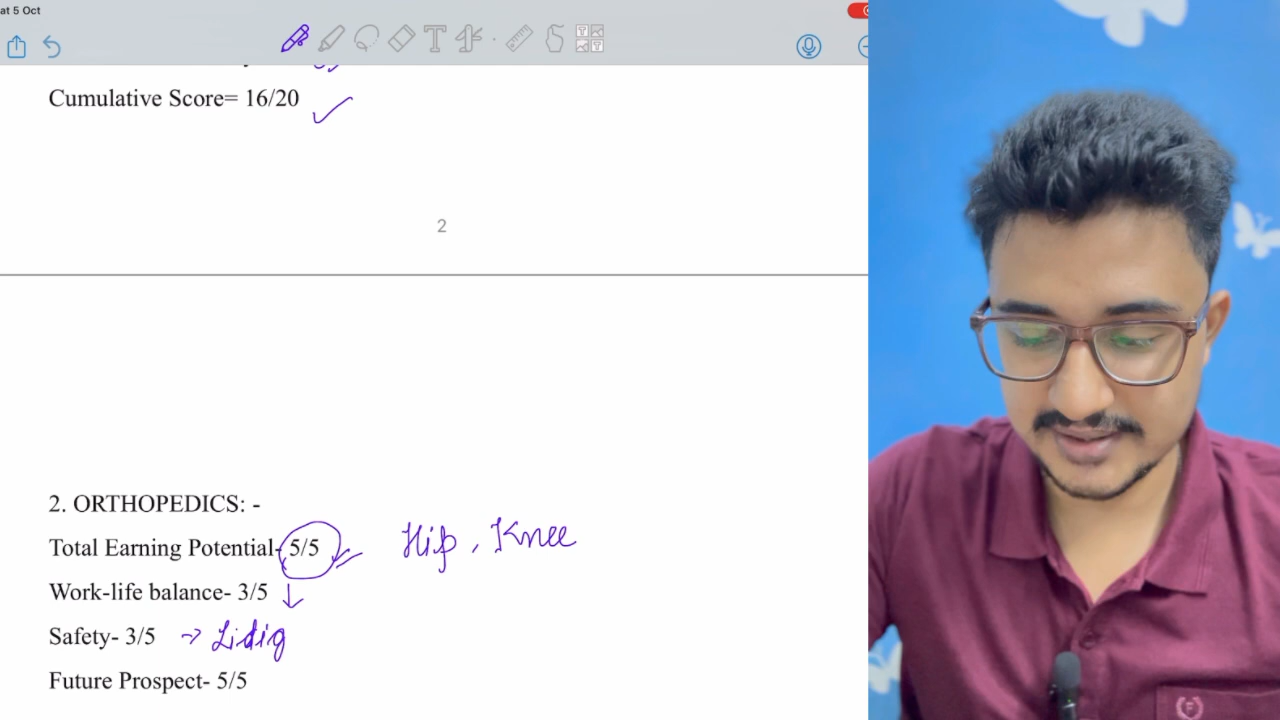 at 5 Oct
Cumulative Score= 16/20
2
2. ORTHOPEDICS: -
Total Earning Potential- 5/5 Hip, Knee
Work-life balance- 3/5
Safety- 3/5 → Litig
Future Prospect- 5/5